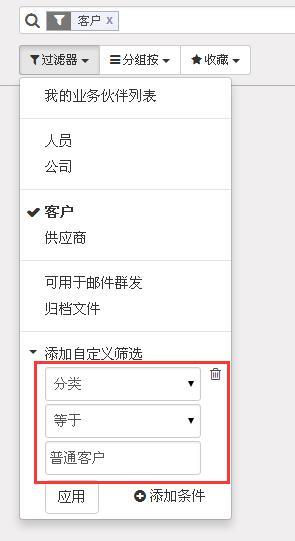 客户 x
过滤器 分组按 收藏
我的业务伙伴列表
人员
公司
客户
供应商
可用于邮件群发
归档文件
添加自定义筛选
分类
等于
普通客户
应用 添加条件